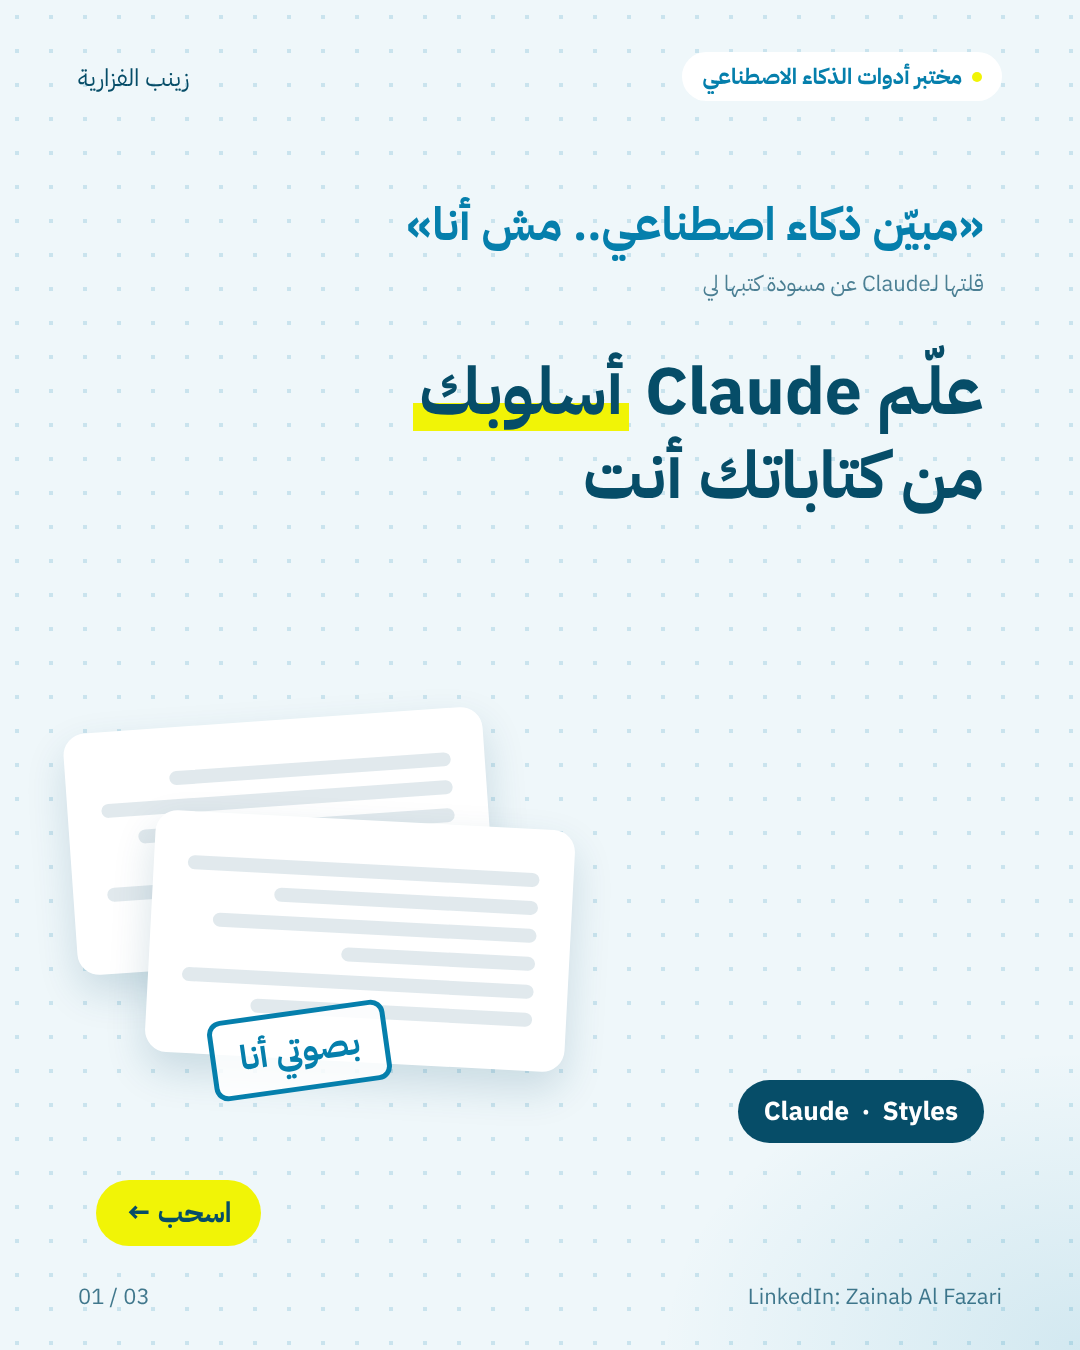 مختبر أدوات الذكاء الاصطناعي
زينب الفزارية
«مبيّن ذكاء اصطناعي.. مش أنا»
قلتها لـClaude عن مسودة كتبها لي
علّم Claude أسلوبك
من كتاباتك أنت
بصوتي أنا
Claude · Styles
اسحب ←
01 / 03
LinkedIn: Zainab Al Fazari